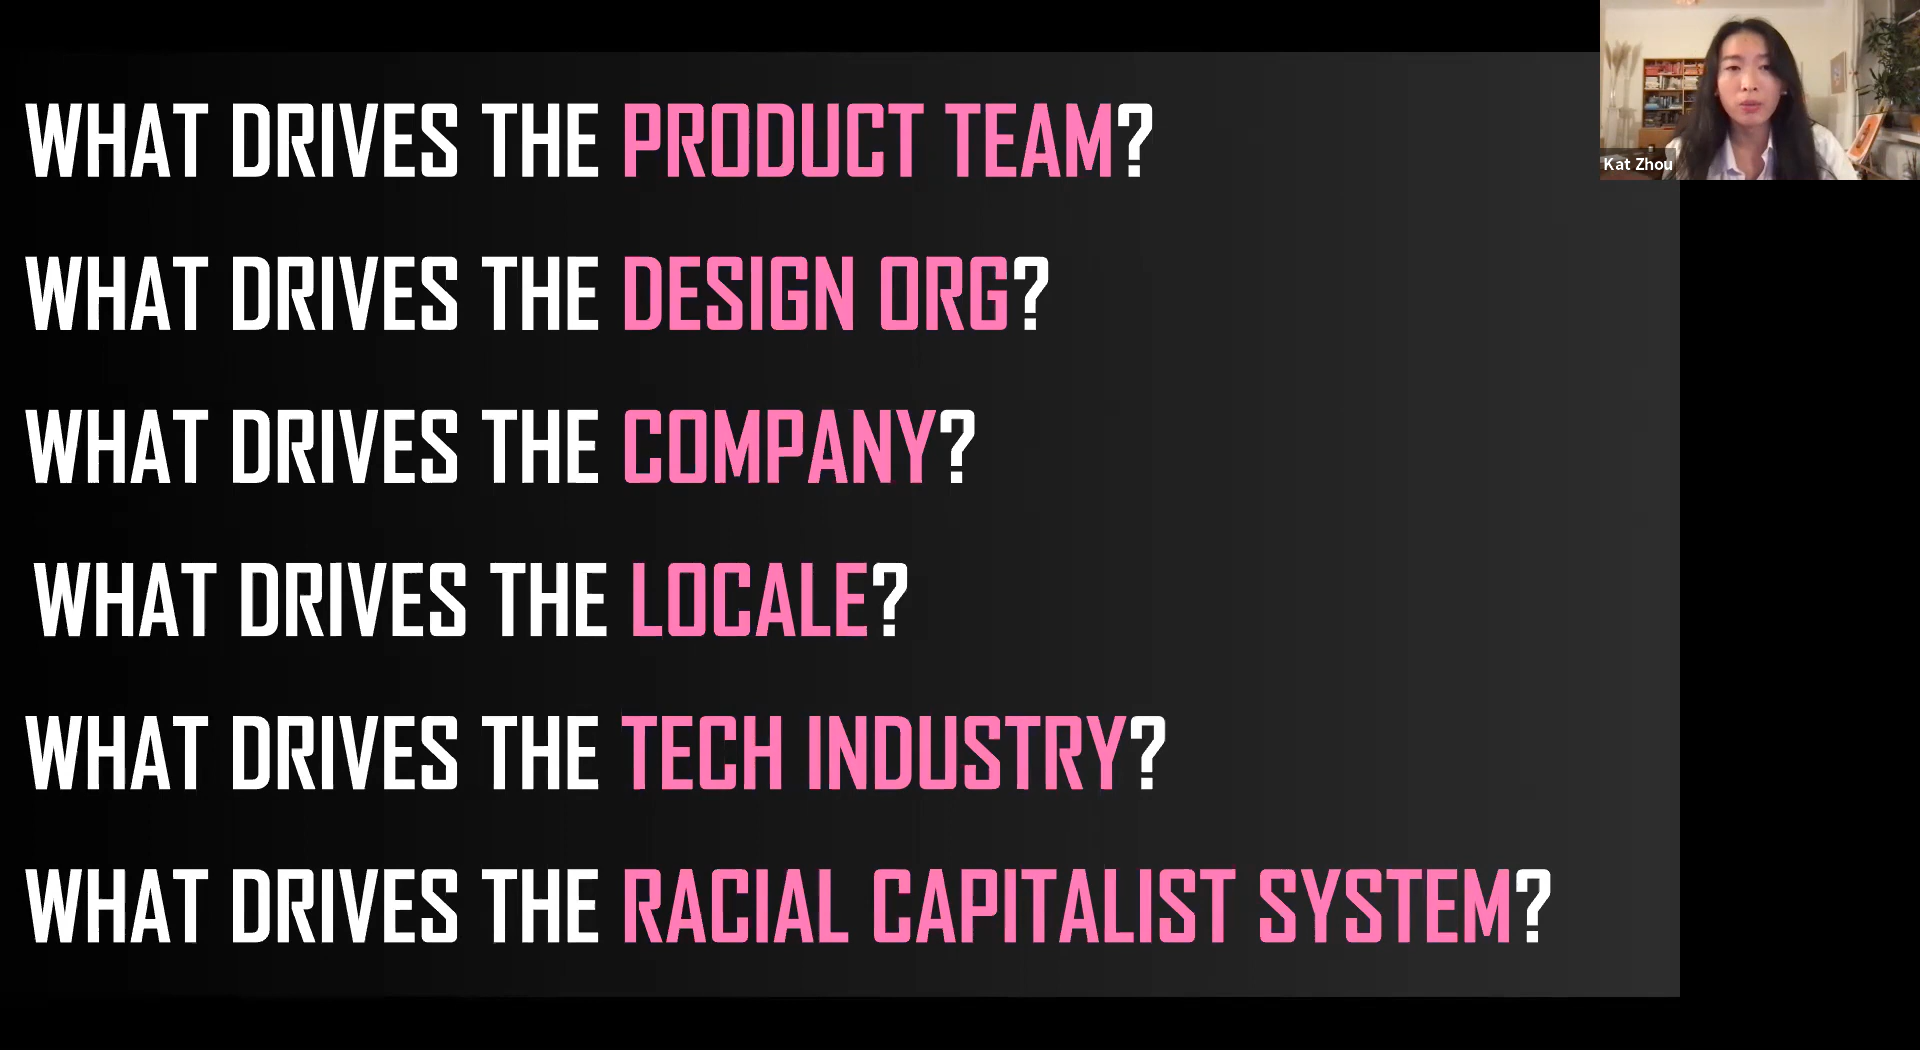 WHAT DRIVES THE PRODUCT TEAM?
Kat Zhou
WHAT DRIVES THE DESIGN ORG?
WHAT DRIVES THE COMPANY?
WHAT DRIVES THE LOCALE?
WHAT DRIVES THE TECH INDUSTRY?
WHAT DRIVES THE RACIAL CAPITALIST SYSTEM?